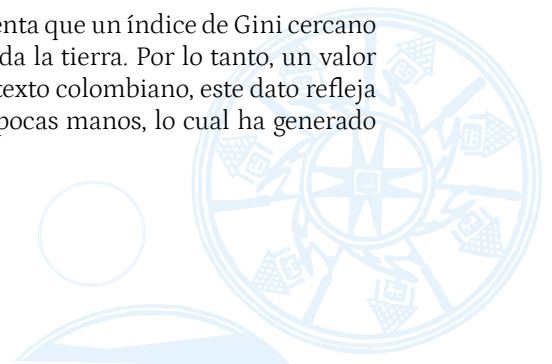 enta que un índice de Gini cercano
da la tierra. Por lo tanto, un valor
texto colombiano, este dato refleja
pocas manos, lo cual ha generado